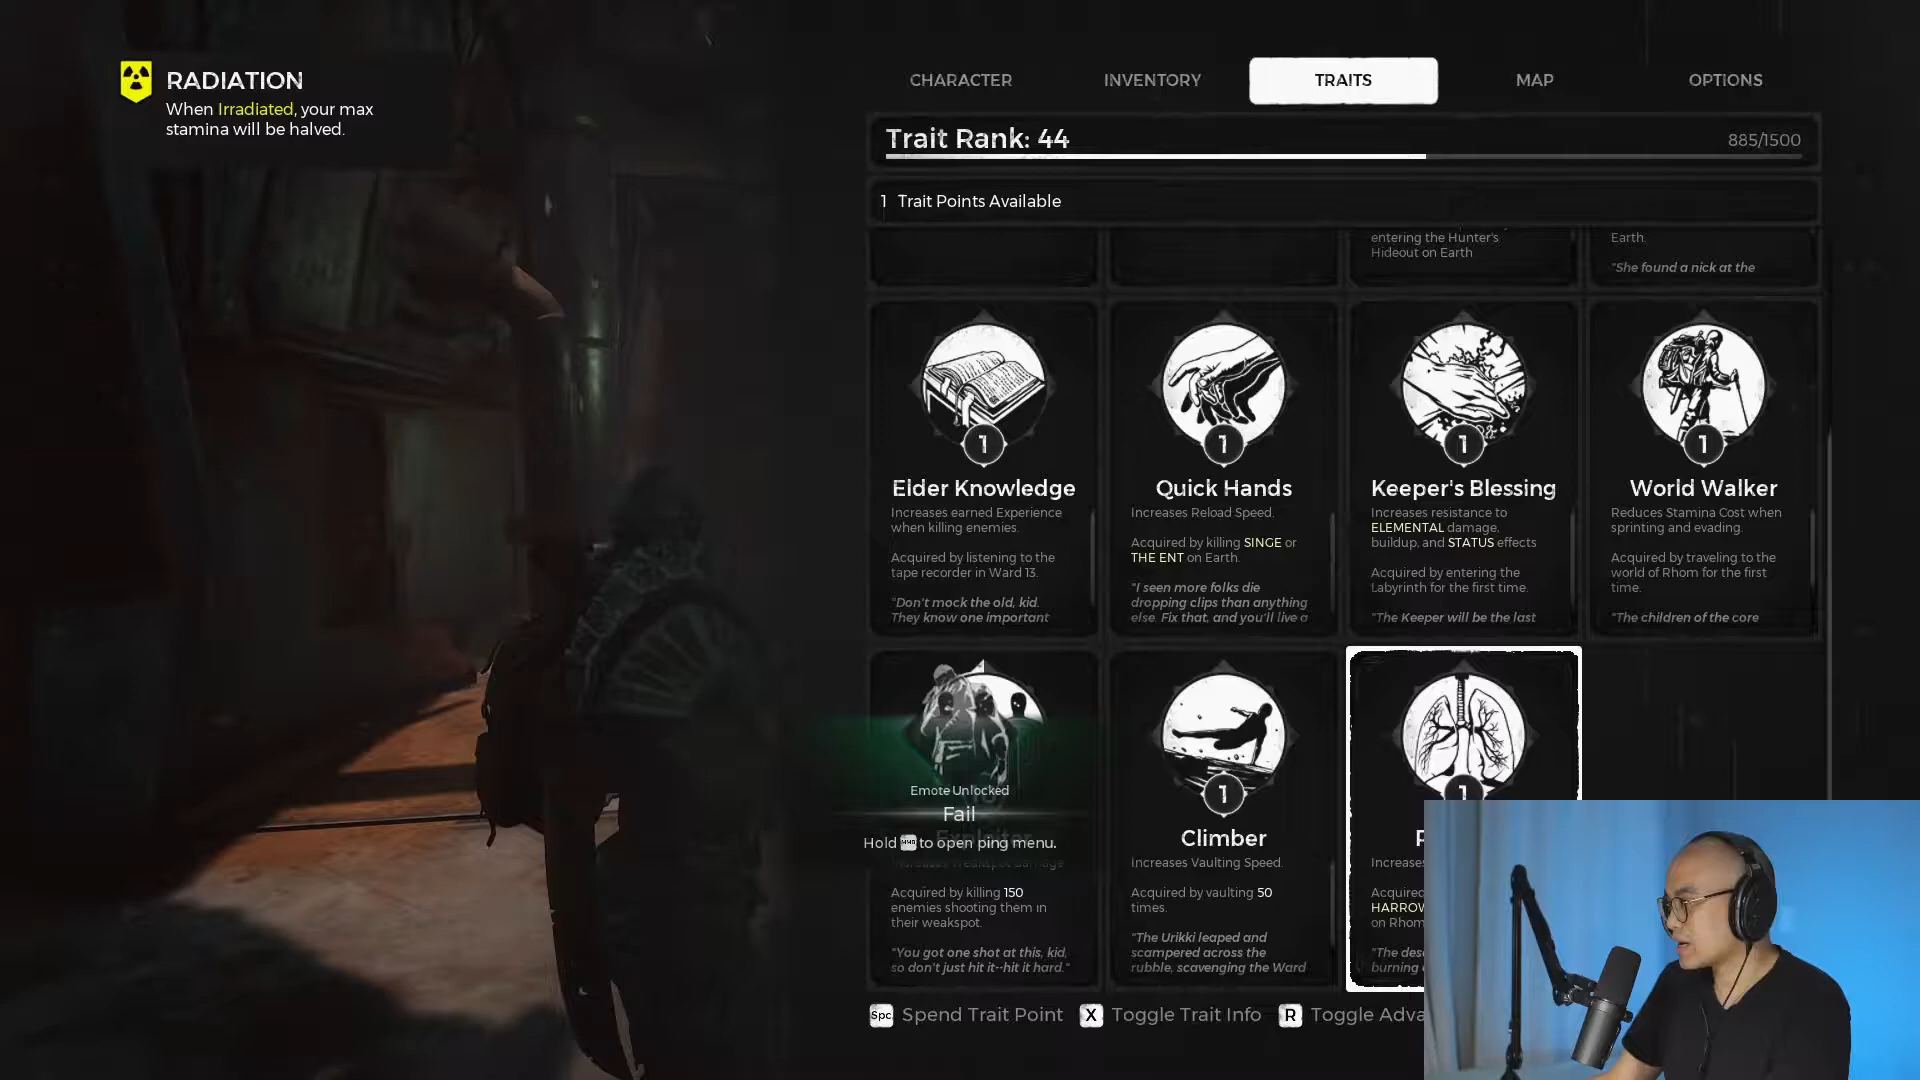 RADIATION
When Irradiated, your max
stamina will be halved.
CHARACTER
INVENTORY
TRAITS
MAP
OPTIONS
Trait Rank: 44
885/1500
1 Trait Points Available
entering the Hunter's
Hideout on Earth
Earth.
"She found a nick at the
1
Elder Knowledge
Increases earned Experience
when killing enemies.
Acquired by listening to the
tape recorder in Ward 13.
"Don't mock the old, kid.
They know one important
1
Quick Hands
Increases Reload Speed.
Acquired by killing SINGE or
THE ENT on Earth.
"I seen more folks die
dropping clips than anything
else. Fix that, and you'll live a
1
Keeper's Blessing
Increases resistance to
ELEMENTAL damage,
buildup, and STATUS effects
Acquired by entering the
Labyrinth for the first time.
"The Keeper will be the last
1
World Walker
Reduces Stamina Cost when
sprinting and evading.
Acquired by traveling to the
world of Rhom for the first
time.
"The children of the core
Emote Unlocked
Fail
Hold to open ping menu.
Exploiter
Increases Weakspot Damage
Acquired by killing 150
enemies shooting them in
their weakspot.
"You got one shot at this, kid,
so don't just hit it--hit it hard."
1
Climber
Increases Vaulting Speed.
Acquired by vaulting 50
times.
"The Urikki leaped and
scampered across the
rubble, scavenging the Ward
1
Increases
Acquired
on Rhom
Spc Spend Trait Point
X Toggle Trait Info
R Toggle